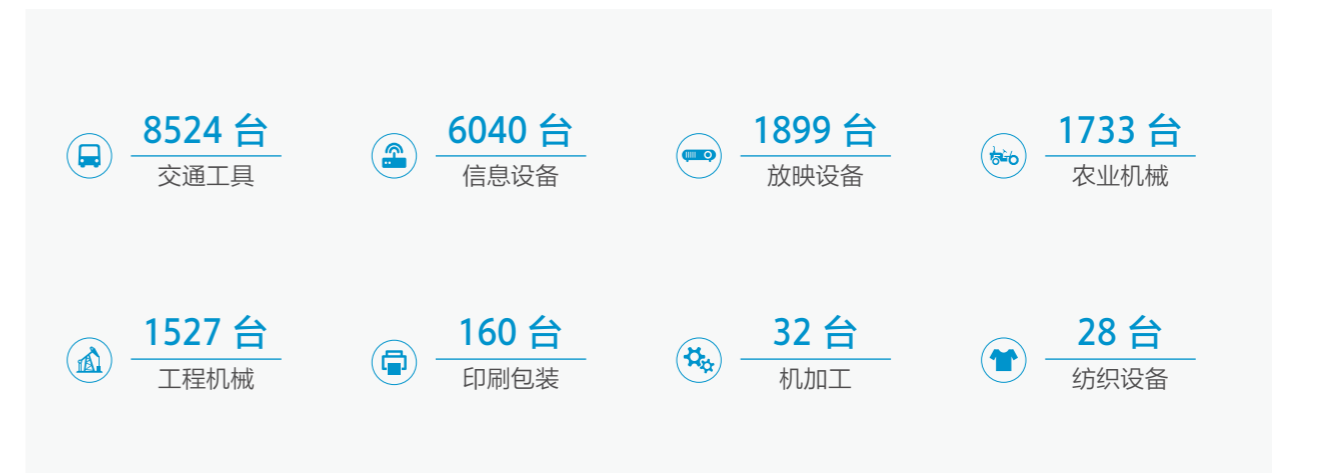 8524 台
交通工具
6040 台
信息设备
1899 台
放映设备
1733 台
农业机械
1527 台
工程机械
160 台
印刷包装
32 台
机加工
28 台
纺织设备